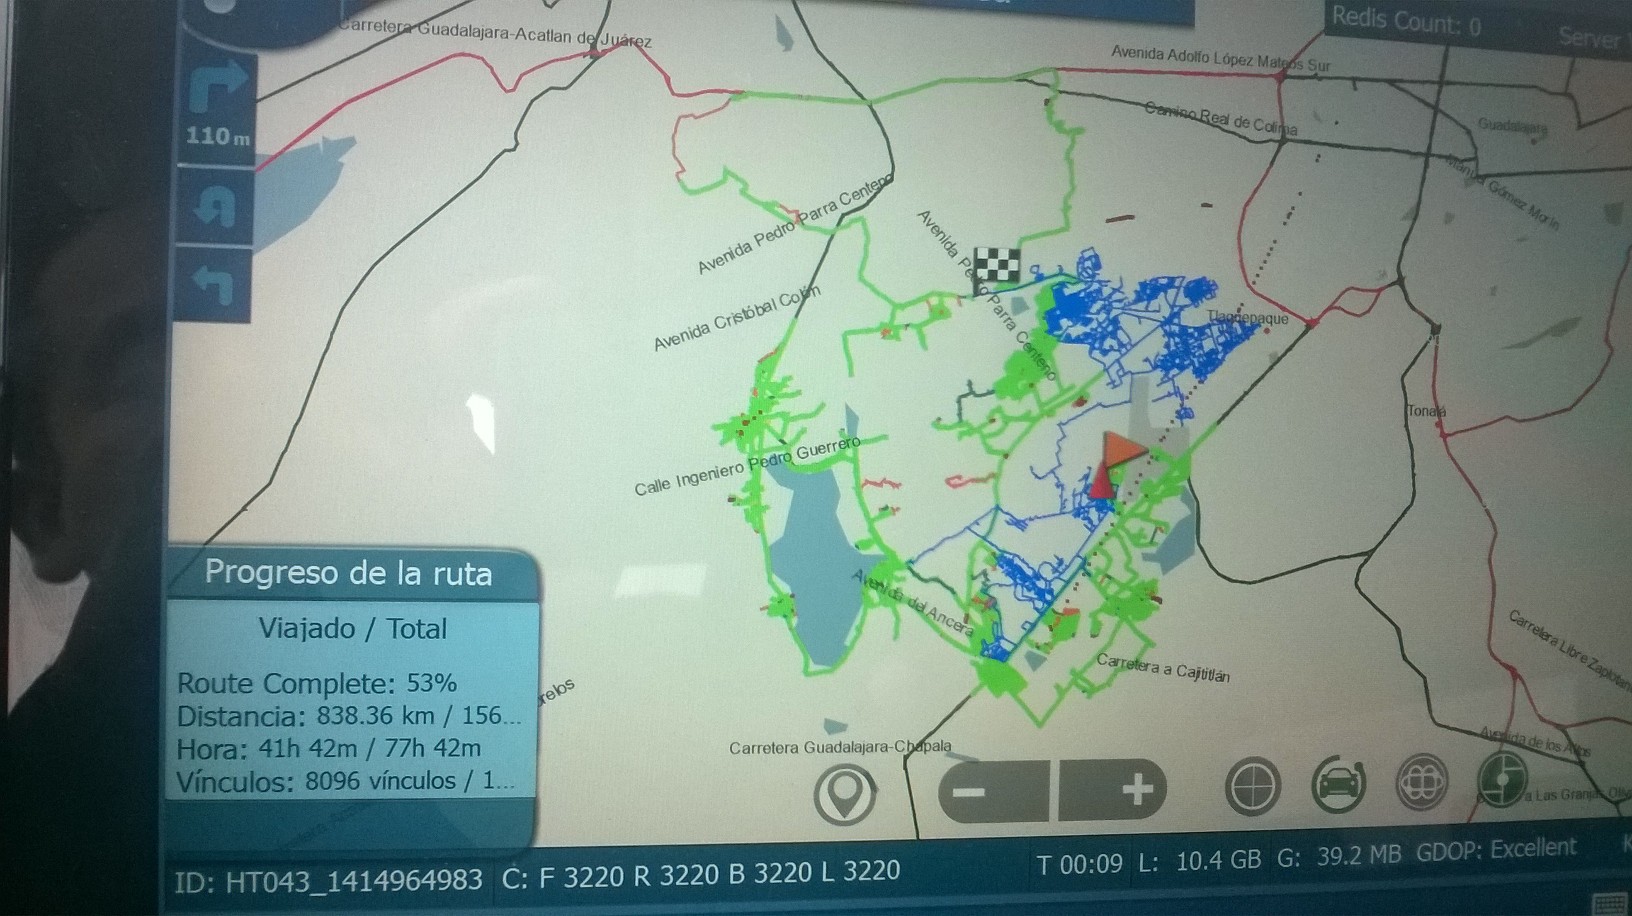 Carretera Guadalajara-Acatlan de Juárez
Redis Count: 0
Server
110 m
Avenida Adolfo López Mateos Sur
Camino Real de Colima
Guadalajara
Manuel Gómez Morín
Avenida Pedro Parra Centeno
Avenida Pedro Parra Centeno
Avenida Cristóbal Colón
Tlaquepaque
Tonalá
Calle Ingeniero Pedro Guerrero
Avenida del Ancera
Carretera a Cajititlán
Carretera Libre Zapotlan
Avenida de los Altos
a Las Granjas
Carretera Guadalajara-Chapala
relos
Progreso de la ruta
Viajado / Total
Route Complete: 53%
Distancia: 838.36 km / 156...
Hora: 41h 42m / 77h 42m
Vínculos: 8096 vínculos / 1...
ID: HT043_1414964983 C: F 3220 R 3220 B 3220 L 3220
T 00:09 L: 10.4 GB G: 39.2 MB GDOP: Excellent